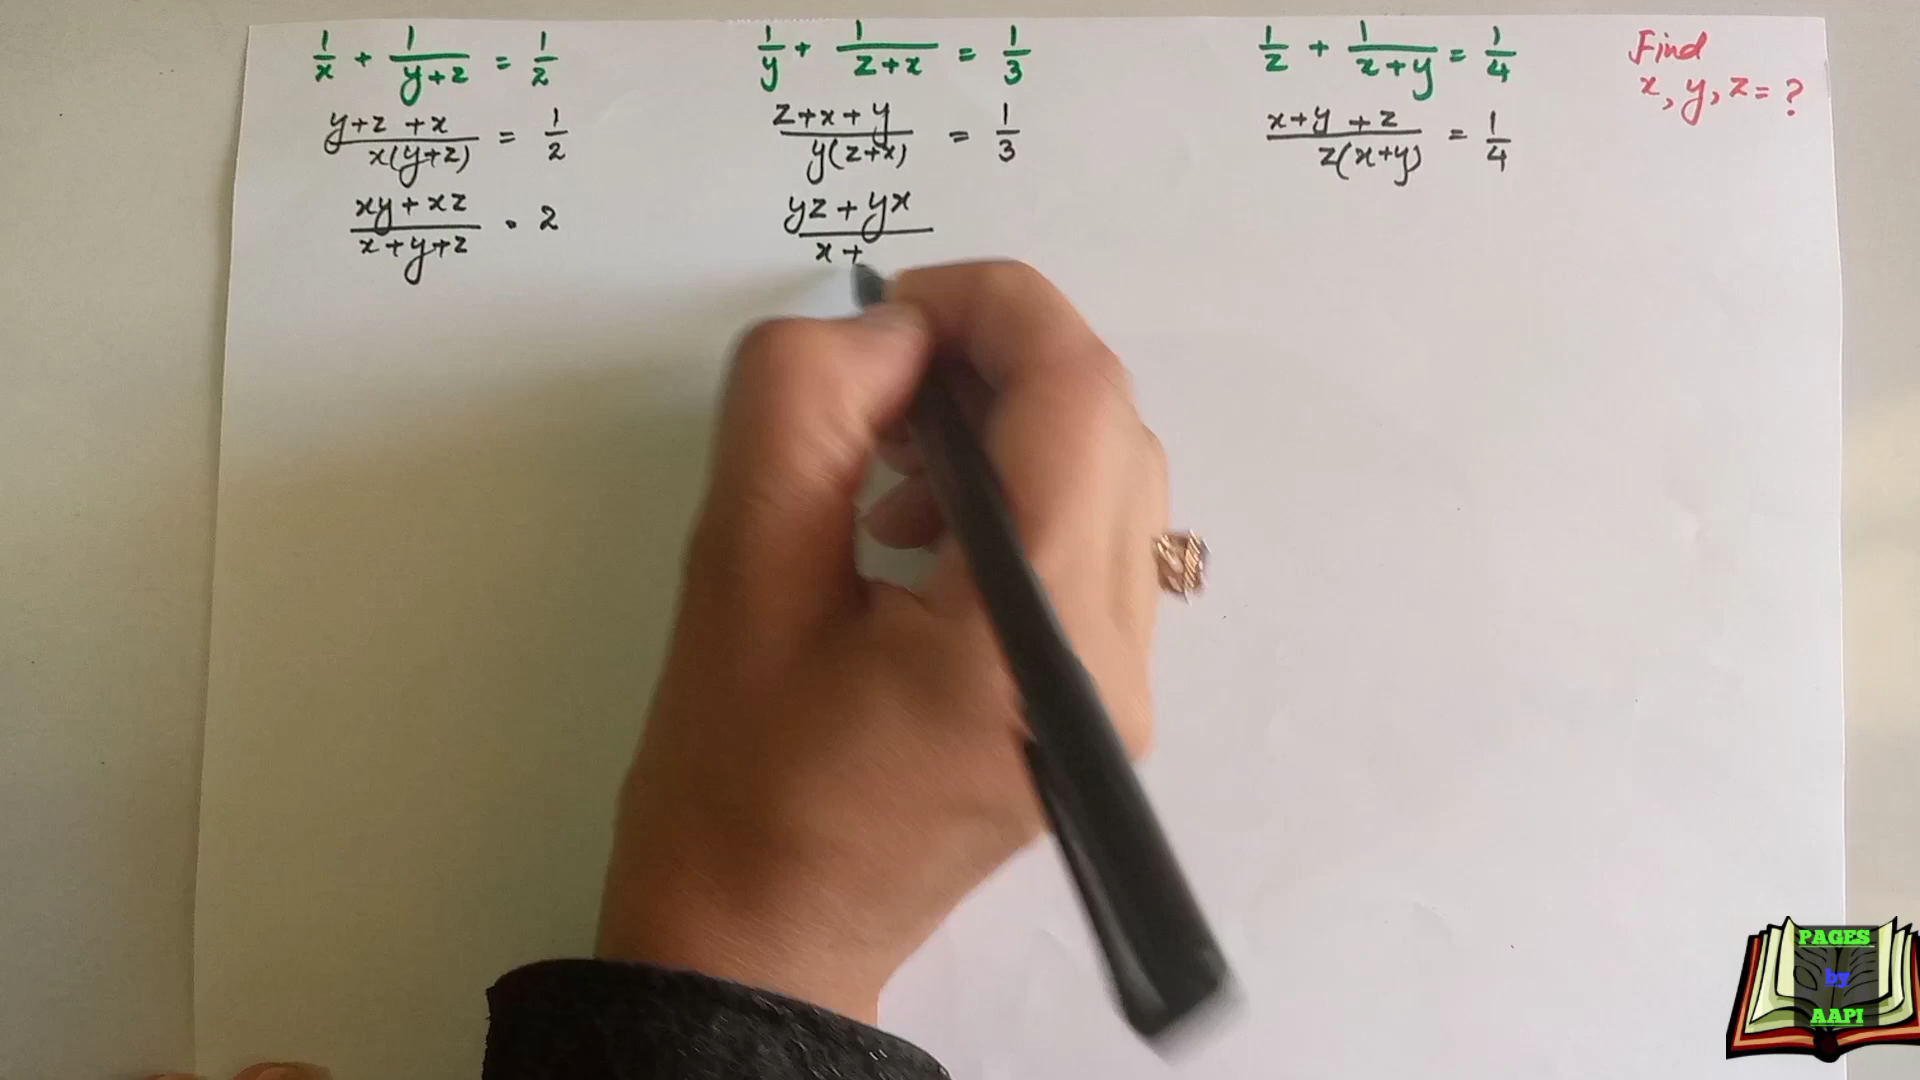 1/x + 1/(y+z) = 1/2    1/y + 1/(z+x) = 1/3    1/z + 1/(x+y) = 1/4    Find
x, y, z = ?
(y+z+x)/(x(y+z)) = 1/2    (z+x+y)/(y(z+x)) = 1/3    (x+y+z)/(z(x+y)) = 1/4
(xy+xz)/(x+y+z) = 2    (yz+yx)/(x+
PAGES
by
AAPI